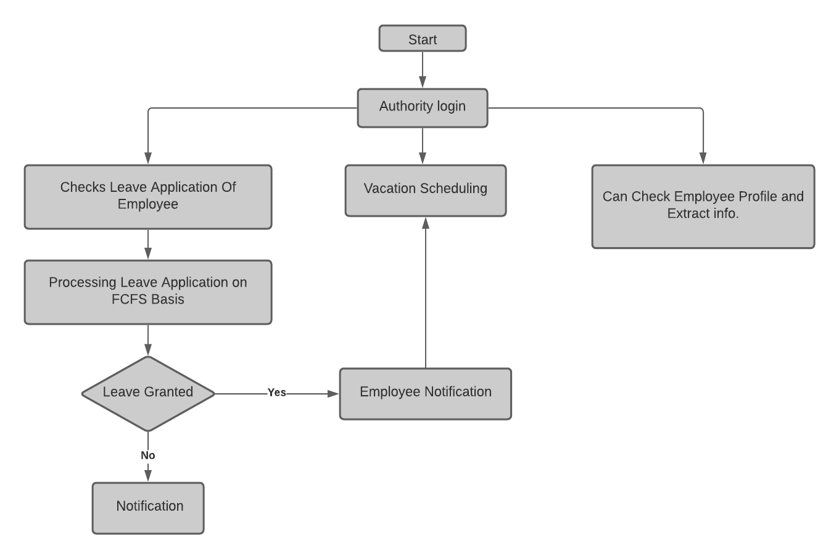 Start
Authority login
Checks Leave Application Of
Employee
Vacation Scheduling
Can Check Employee Profile and
Extract info.
Processing Leave Application on
FCFS Basis
Leave Granted
Yes
Employee Notification
No
Notification